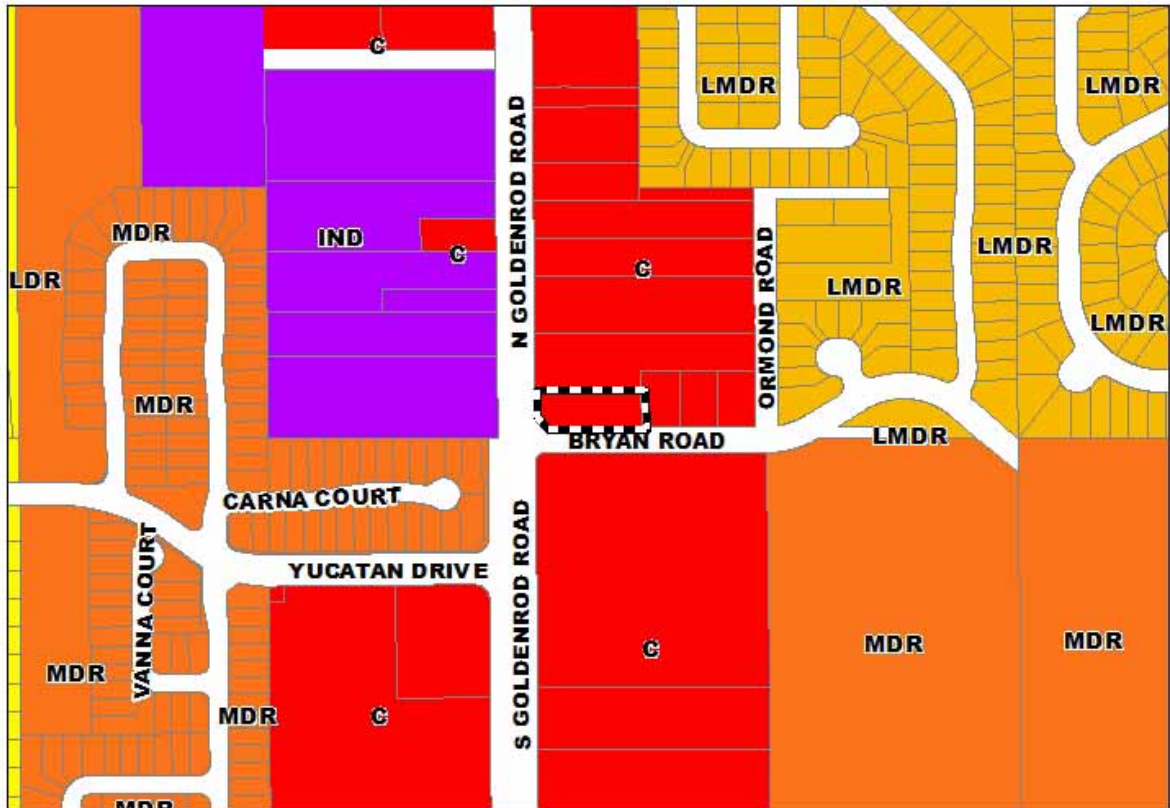 C
LMDR
LMDR
N GOLDENROD ROAD
MDR
IND
C
C
ORMOND ROAD
LMDR
LDR
LMDR
LMDR
MDR
BRYAN ROAD
LMDR
CARNA COURT
VANNA COURT
YUCATAN DRIVE
S GOLDENROD ROAD
C
MDR
MDR
MDR
MDR
C
MDR